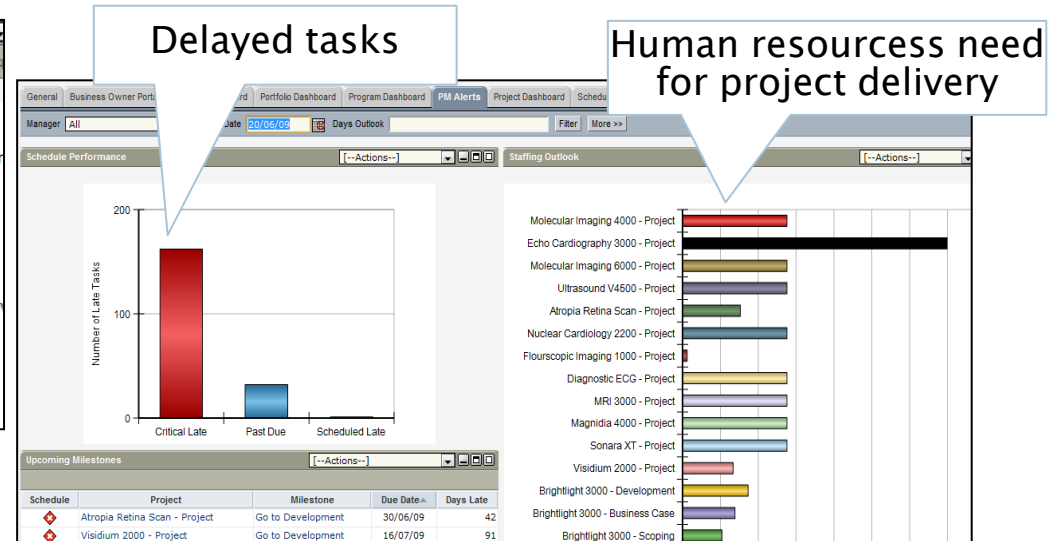 Delayed tasks
Human resourcess need
for project delivery
General
Portfolio Dashboard
Program Dashboard
PM Alerts
Project Dashboard
Manager
All
20/06/09
Days Outlook
Filter
More >>
Schedule Performance
[--Actions--]
Staffing Outlook
[--Actions--]
200
100
0
Number of Late Tasks
Critical Late
Past Due
Scheduled Late
Molecular Imaging 4000 - Project
Echo Cardiography 3000 - Project
Molecular Imaging 6000 - Project
Ultrasound V4500 - Project
Atropia Retina Scan - Project
Nuclear Cardiology 2200 - Project
Flourscopic Imaging 1000 - Project
Diagnostic ECG - Project
MRI 3000 - Project
Magnidia 4000 - Project
Sonara XT - Project
Visidium 2000 - Project
Brightlight 3000 - Development
Brightlight 3000 - Business Case
Brightlight 3000 - Scoping
Upcoming Milestones
[--Actions--]
Schedule Project Milestone Due Date Days Late
Atropia Retina Scan - Project Go to Development 30/06/09 42
Visidium 2000 - Project Go to Development 16/07/09 91